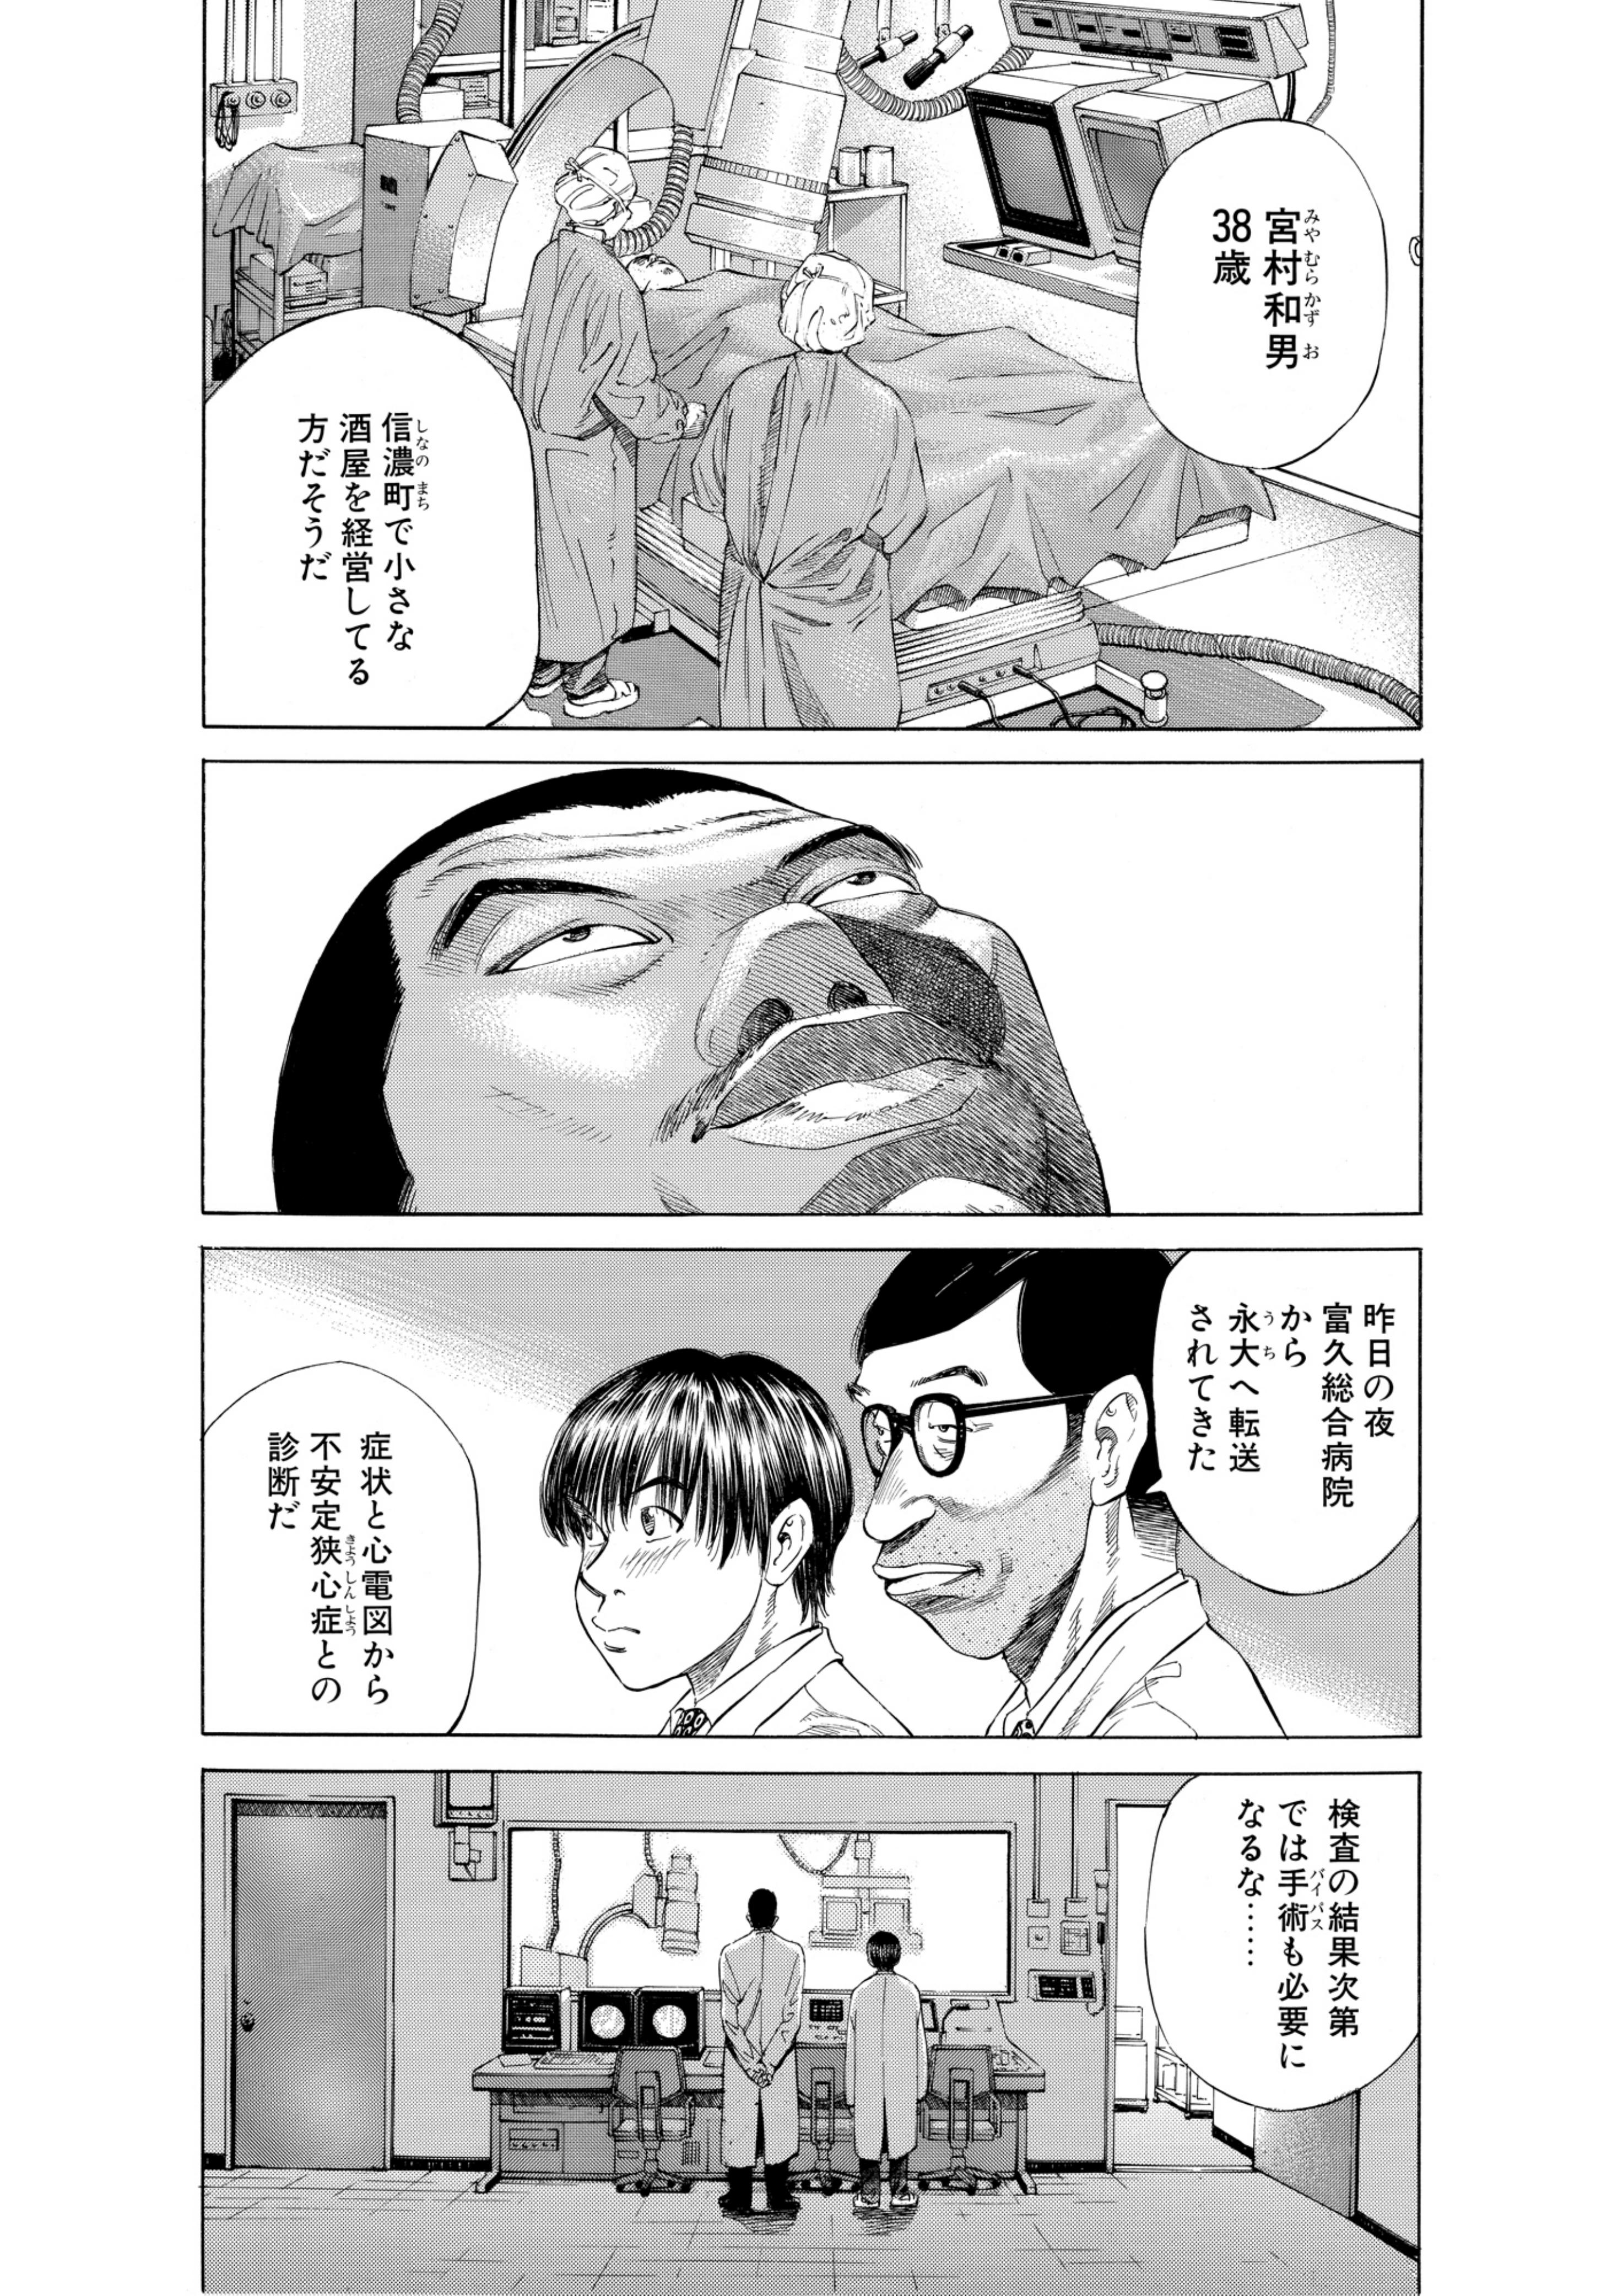 宮村和男
38歳
信濃町で小さな
酒屋を経営してる
方だそうだ
昨日の夜
富久総合病院
から
永大へ転送
されてきた
症状と心電図から
不安定狭心症との
診断だ
検査の結果次第
では手術も必要に
なるな……